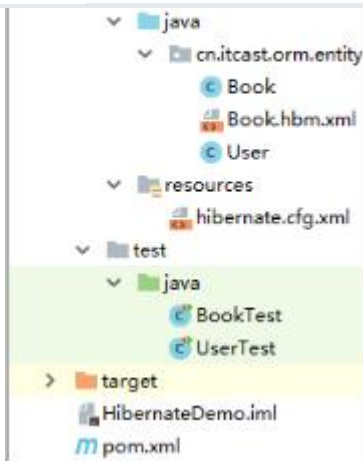 java
cn.itcast.orm.entity
Book
Book.hbm.xml
User
resources
hibernate.cfg.xml
test
java
BookTest
UserTest
target
HibernateDemo.iml
pom.xml